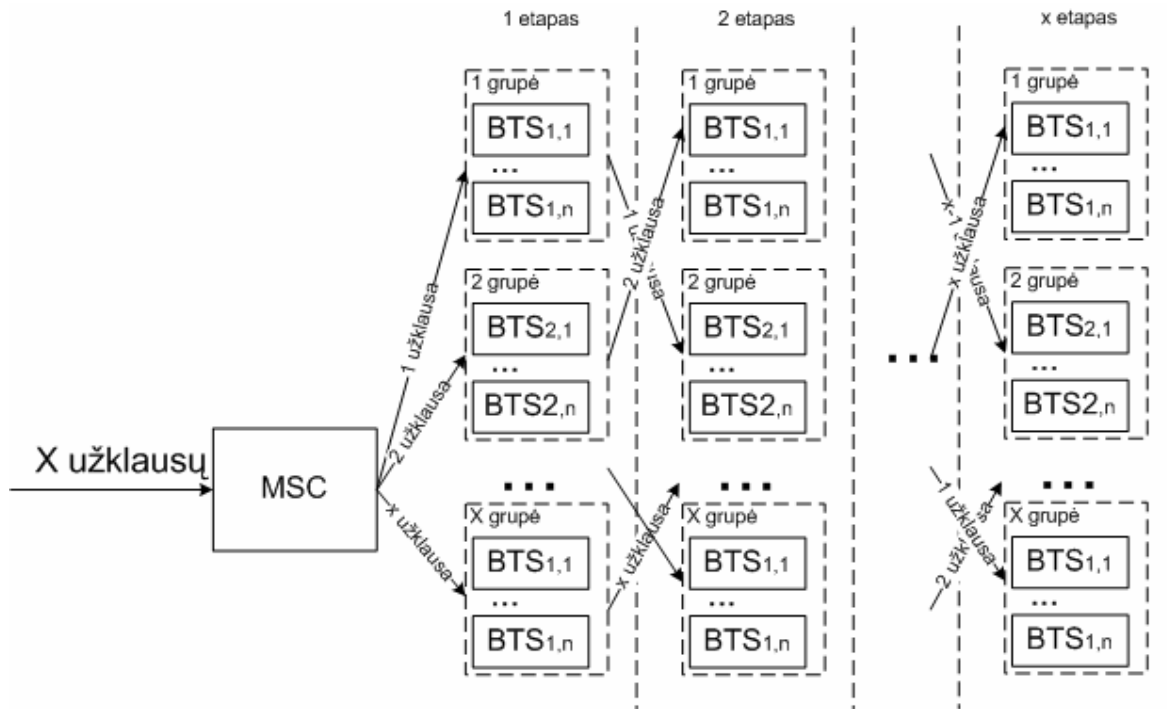 1 etapas
2 etapas
x etapas
1 grupė
BTS1,1
...
BTS1,n
2 grupė
BTS2,1
...
BTS2,n
...
X grupė
BTS1,1
...
BTS1,n
1 grupė
BTS1,1
...
BTS1,n
2 grupė
BTS2,1
...
BTS2,n
...
X grupė
BTS1,1
...
BTS1,n
...
1 grupė
BTS1,1
...
BTS1,n
2 grupė
BTS2,1
...
BTS2,n
...
X grupė
BTS1,1
...
BTS1,n
X užklausų
MSC
1 užklausa
2 užklausa
x užklausa
2 užklausa
x užklausa
x užklausa
1 užklausa